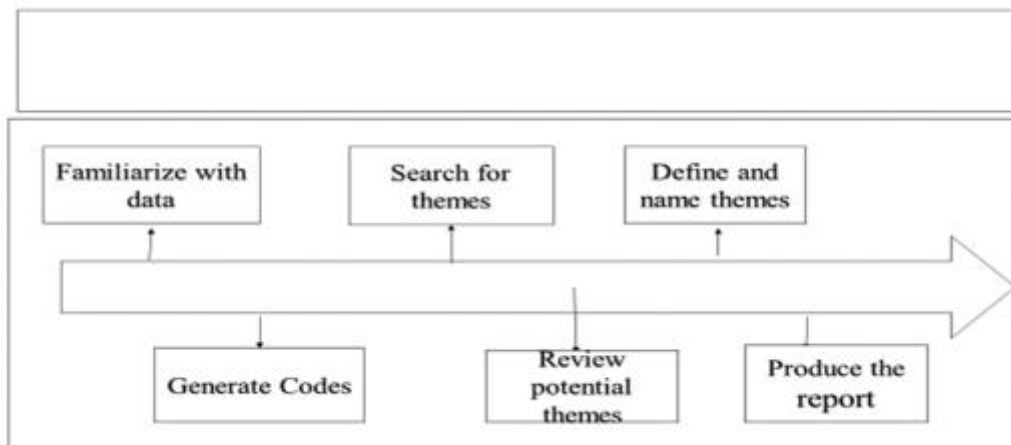 Familiarize with
data
Search for
themes
Define and
name themes
Generate Codes
Review
potential
themes
Produce the
report